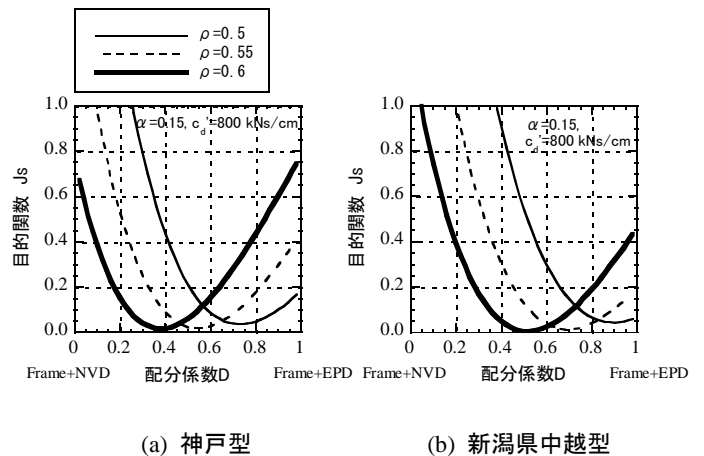 ρ=0.5
ρ=0.55
ρ=0.6
目的関数 Js
1.0
0.8
0.6
0.4
0.2
0.0
α=0.15, c_d'=800 kNs/cm
0 0.2 0.4 0.6 0.8 1
Frame+NVD 配分係数D Frame+EPD
(a) 神戸型
目的関数 Js
1.0
0.8
0.6
0.4
0.2
0.0
α=0.15,
c_d'=800 kNs/cm
0 0.2 0.4 0.6 0.8 1
Frame+NVD 配分係数D Frame+EPD
(b) 新潟県中越型